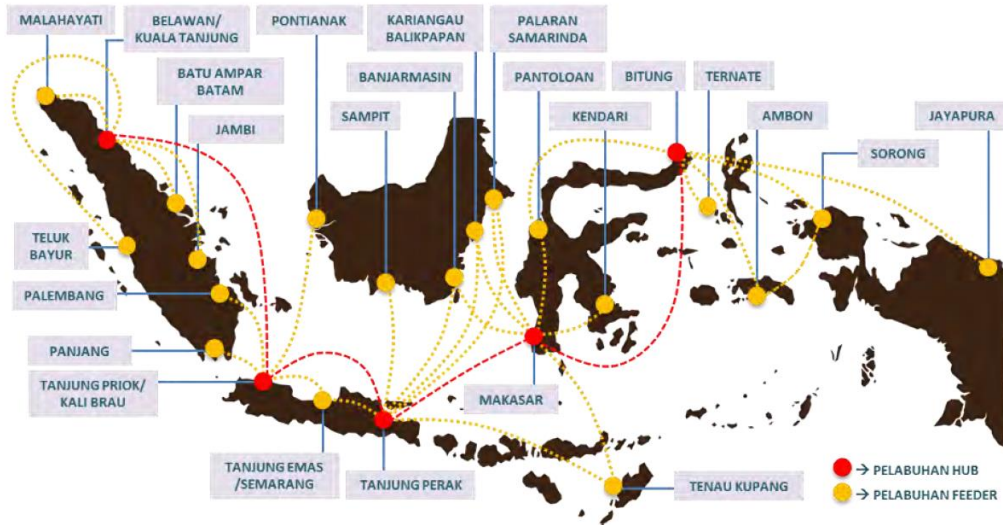 MALAHAYATI
BELAWAN/
KUALA TANJUNG
PONTIANAK
KARIANGAU
BALIKPAPAN
PALARAN
SAMARINDA
BATU AMPAR
BATAM
BANJARMASIN
PANTOLOAN
BITUNG
TERNATE
JAMBI
SAMPIT
KENDARI
AMBON
JAYAPURA
SORONG
TELUK
BAYUR
PALEMBANG
PANJANG
TANJUNG PRIOK/
KALI BRAU
MAKASAR
TANJUNG EMAS
/SEMARANG
TANJUNG PERAK
TENAU KUPANG
→ PELABUHAN HUB
→ PELABUHAN FEEDER